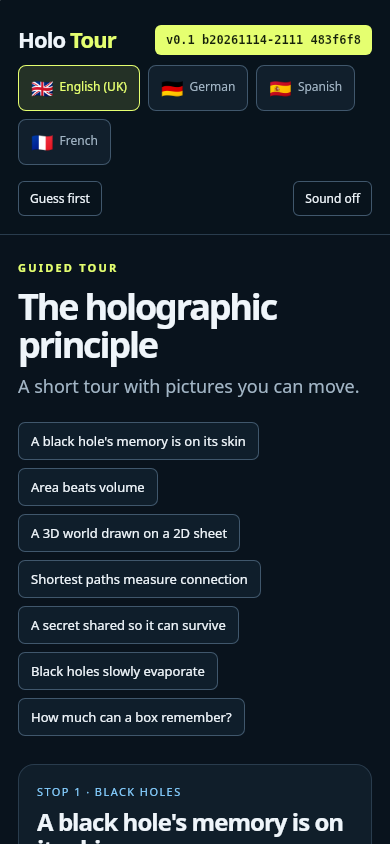 Holo Tour
v0.1 b20261114-2111 483f6f8
English (UK)
German
Spanish
French
Guess first
Sound off
GUIDED TOUR
The holographic
principle
A short tour with pictures you can move.
A black hole's memory is on its skin
Area beats volume
A 3D world drawn on a 2D sheet
Shortest paths measure connection
A secret shared so it can survive
Black holes slowly evaporate
How much can a box remember?
STOP 1 · BLACK HOLES
A black hole's memory is on